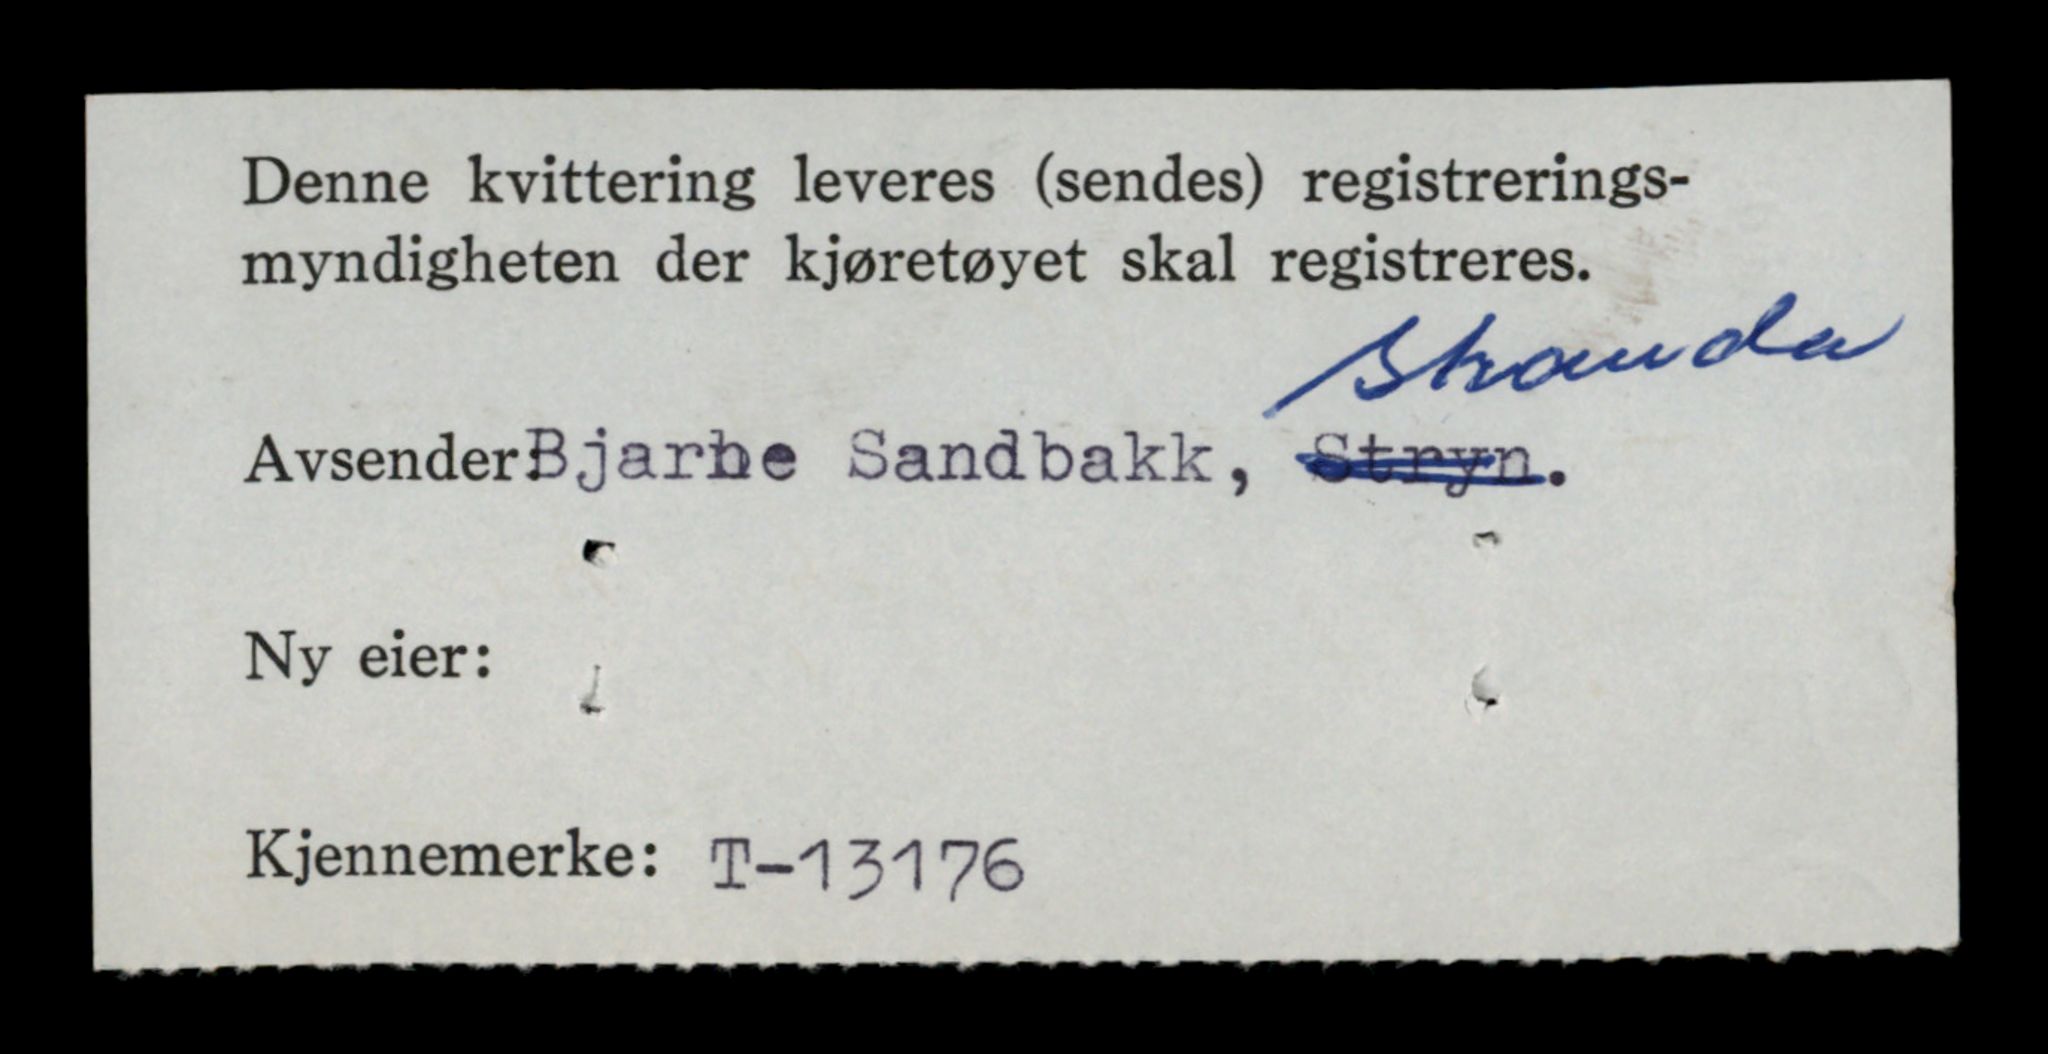 Denne kvittering leveres (sendes) registrerings-
myndigheten der kjøretøyet skal registreres.
Stranda
Avsender: Bjarne Sandbakk, Stryn.
Ny eier:
Kjennemerke: T-13176